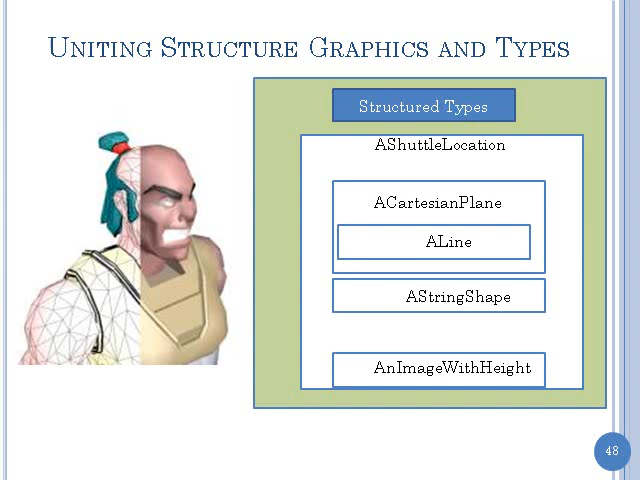 UNITING STRUCTURE GRAPHICS AND TYPES
Structured Types
AShuttleLocation
ACartesianPlane
ALine
AStringShape
AnImageWithHeight
48